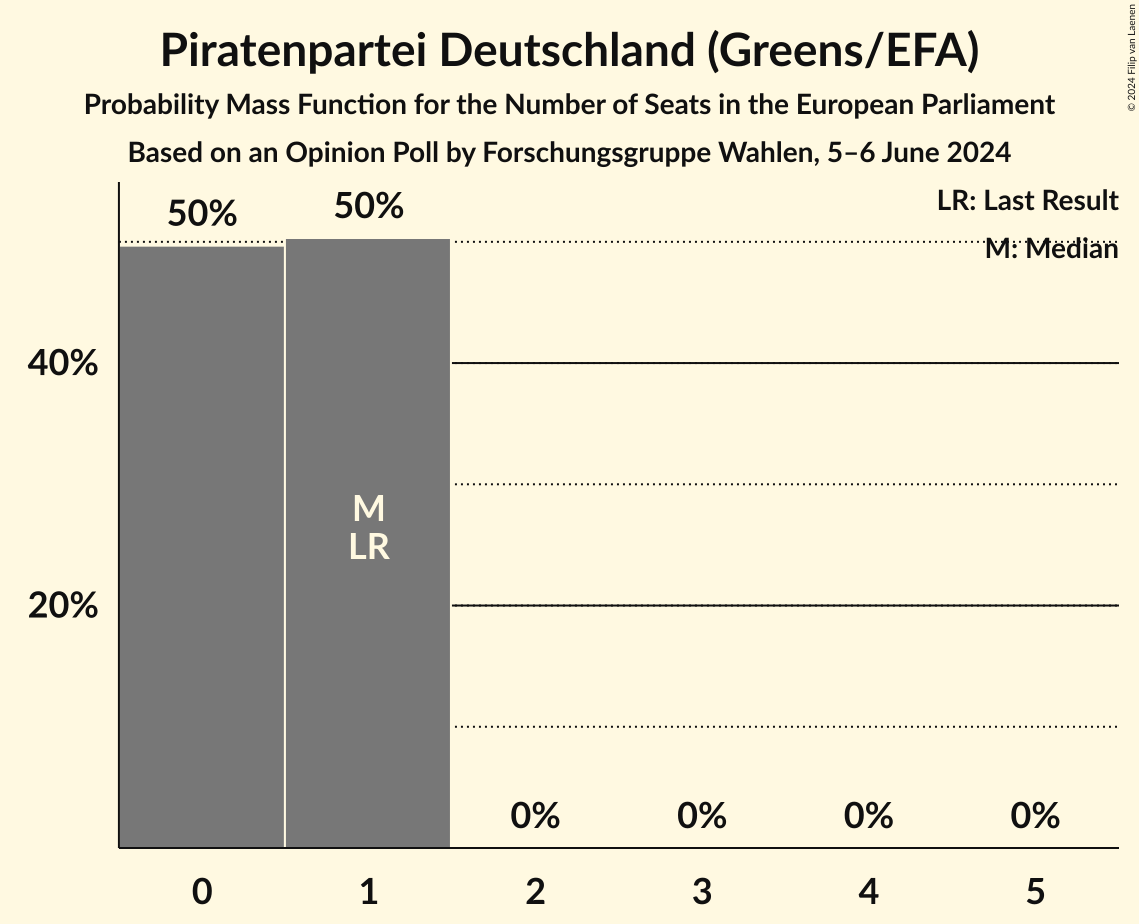 Piratenpartei Deutschland (Greens/EFA)
Probability Mass Function for the Number of Seats in the European Parliament
Based on an Opinion Poll by Forschungsgruppe Wahlen, 5–6 June 2024
© 2024 Filip van Laenen
LR: Last Result
M: Median
50%
50%
40%
20%
M
LR
0%
0%
0%
0%
0
1
2
3
4
5